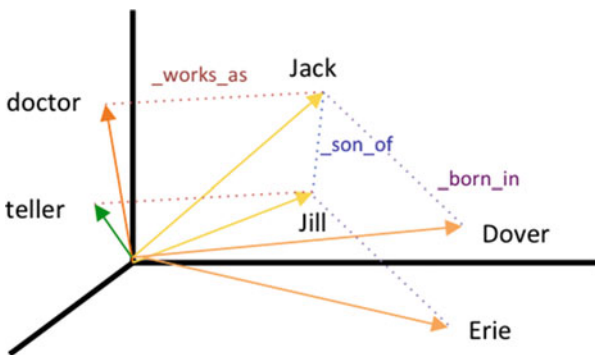 Jack
_works_as
doctor
_son_of
_born_in
teller
Jill
Dover
Erie